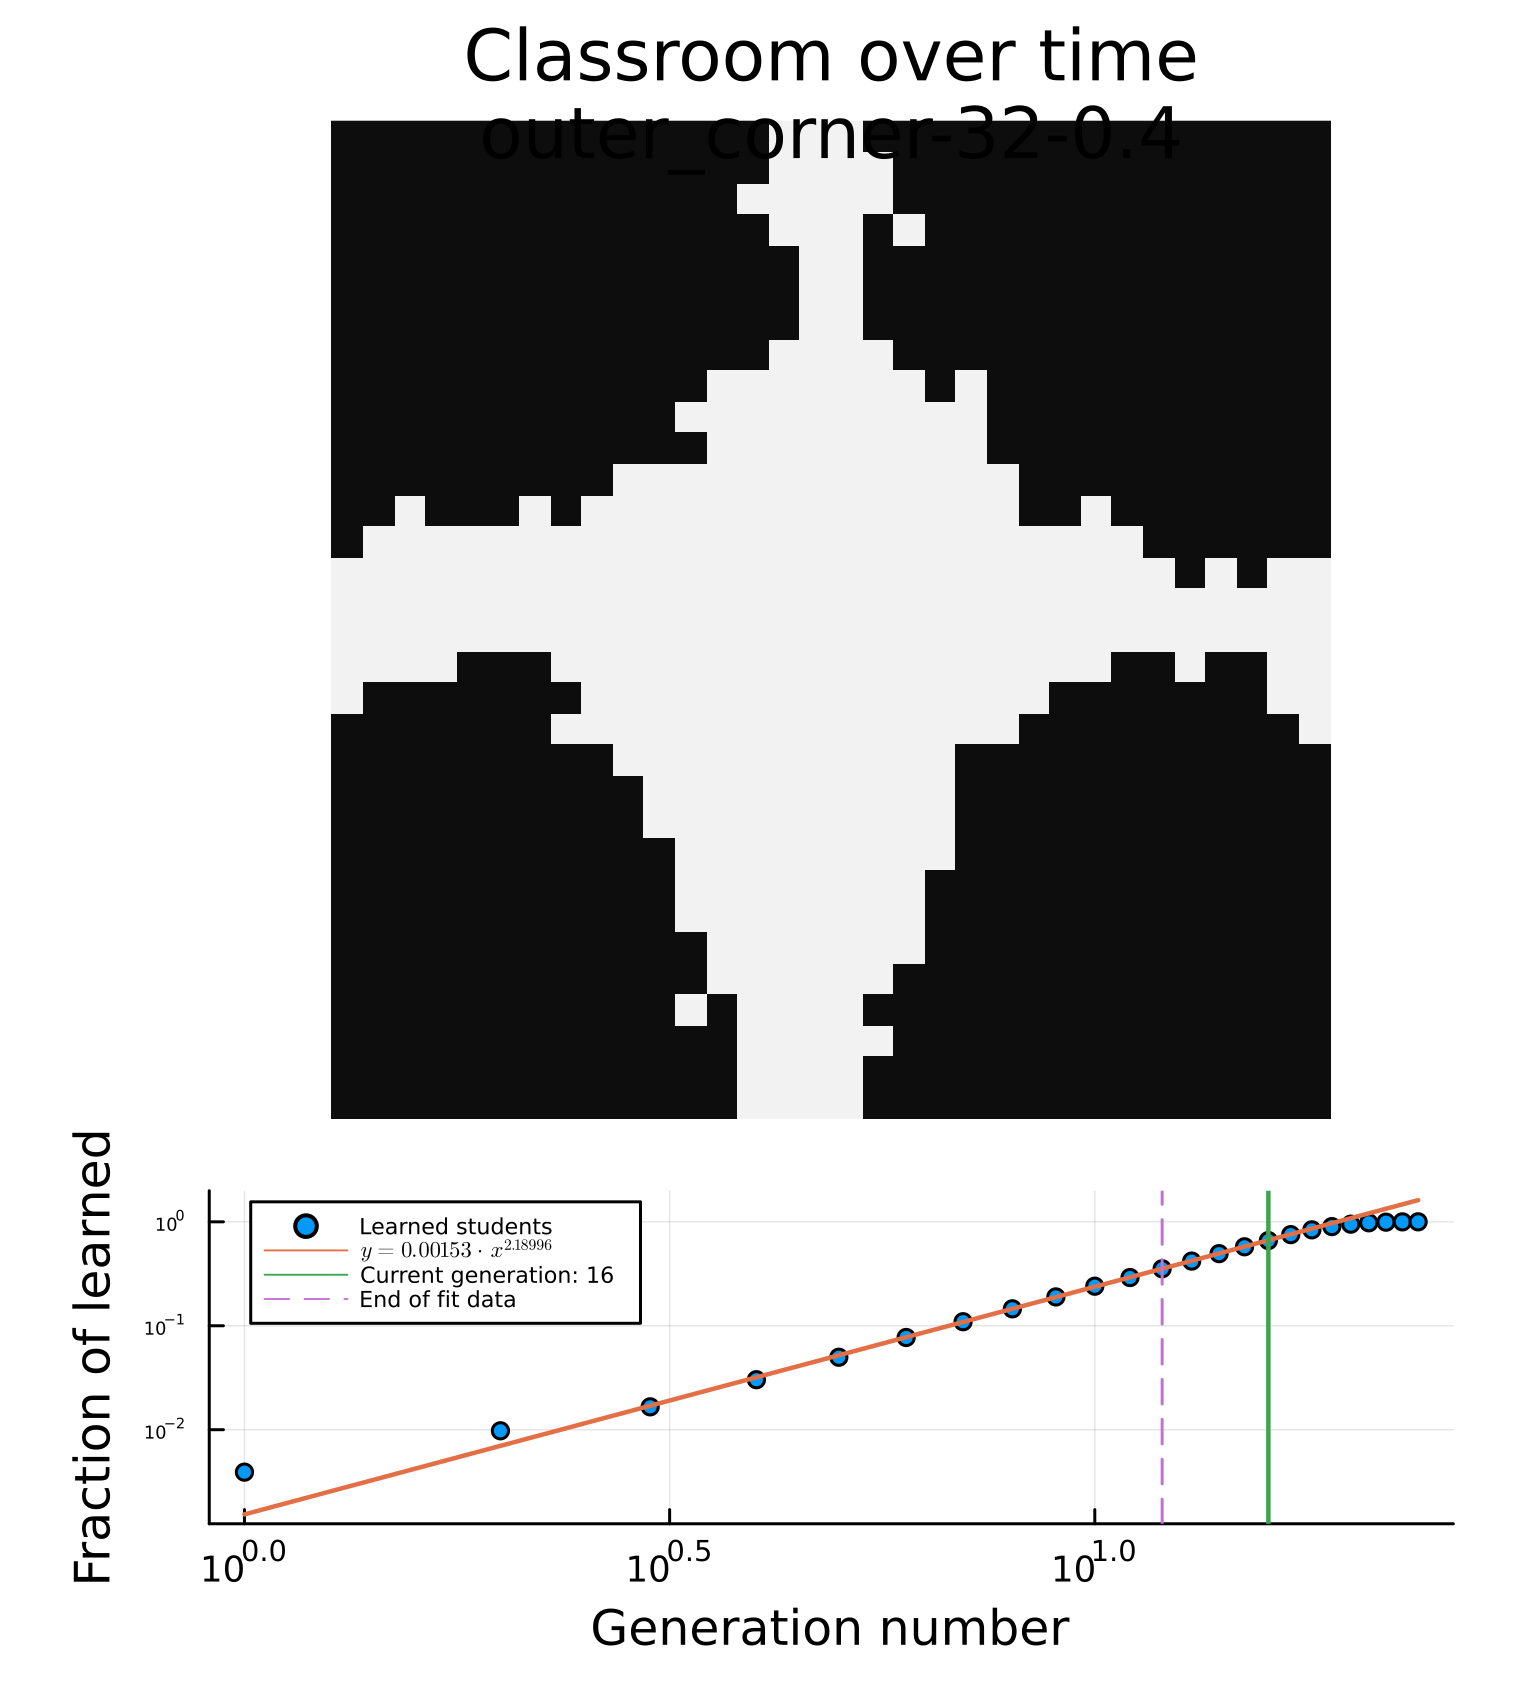 Classroom over time
outer_corner-32-0.4
Fraction of learned
10^0
10^-1
10^-2
Learned students
y = 0.00153 · x^2.18996
Current generation: 16
End of fit data
10^0.0
10^0.5
10^1.0
Generation number